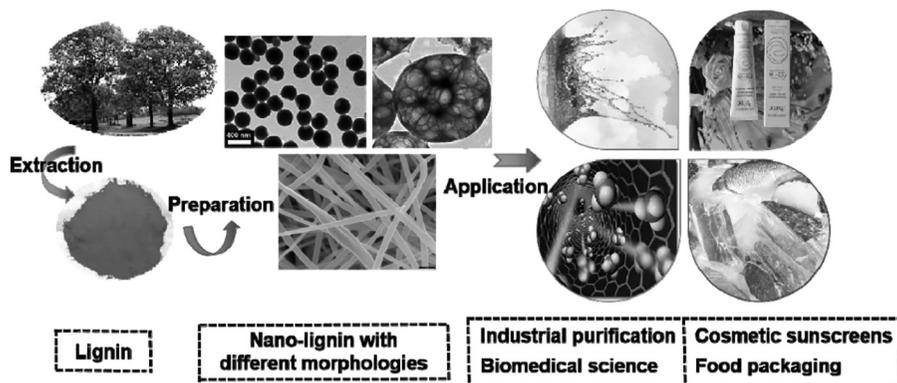 Extraction
Preparation
Application
400 nm
Lignin
Nano-lignin with
different morphologies
Industrial purification
Biomedical science
Cosmetic sunscreens
Food packaging